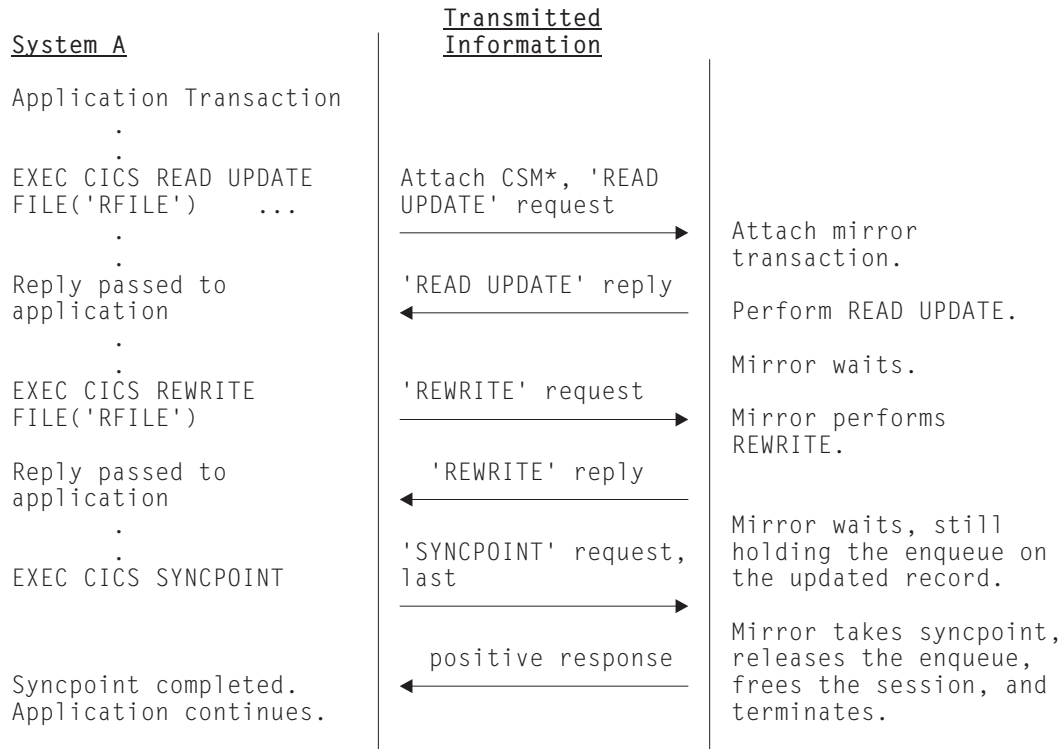 Transmitted
System A Information
Application Transaction
.
.
EXEC CICS READ UPDATE Attach CSM*, 'READ
FILE('RFILE') ... UPDATE' request
. Attach mirror
. transaction.
Reply passed to 'READ UPDATE' reply
application Perform READ UPDATE.
.
. Mirror waits.
EXEC CICS REWRITE 'REWRITE' request
FILE('RFILE') Mirror performs
REWRITE.
Reply passed to 'REWRITE' reply
application
. Mirror waits, still
. 'SYNCPOINT' request, holding the enqueue on
EXEC CICS SYNCPOINT last the updated record.
Mirror takes syncpoint,
positive response releases the enqueue,
Syncpoint completed. frees the session, and
Application continues. terminates.